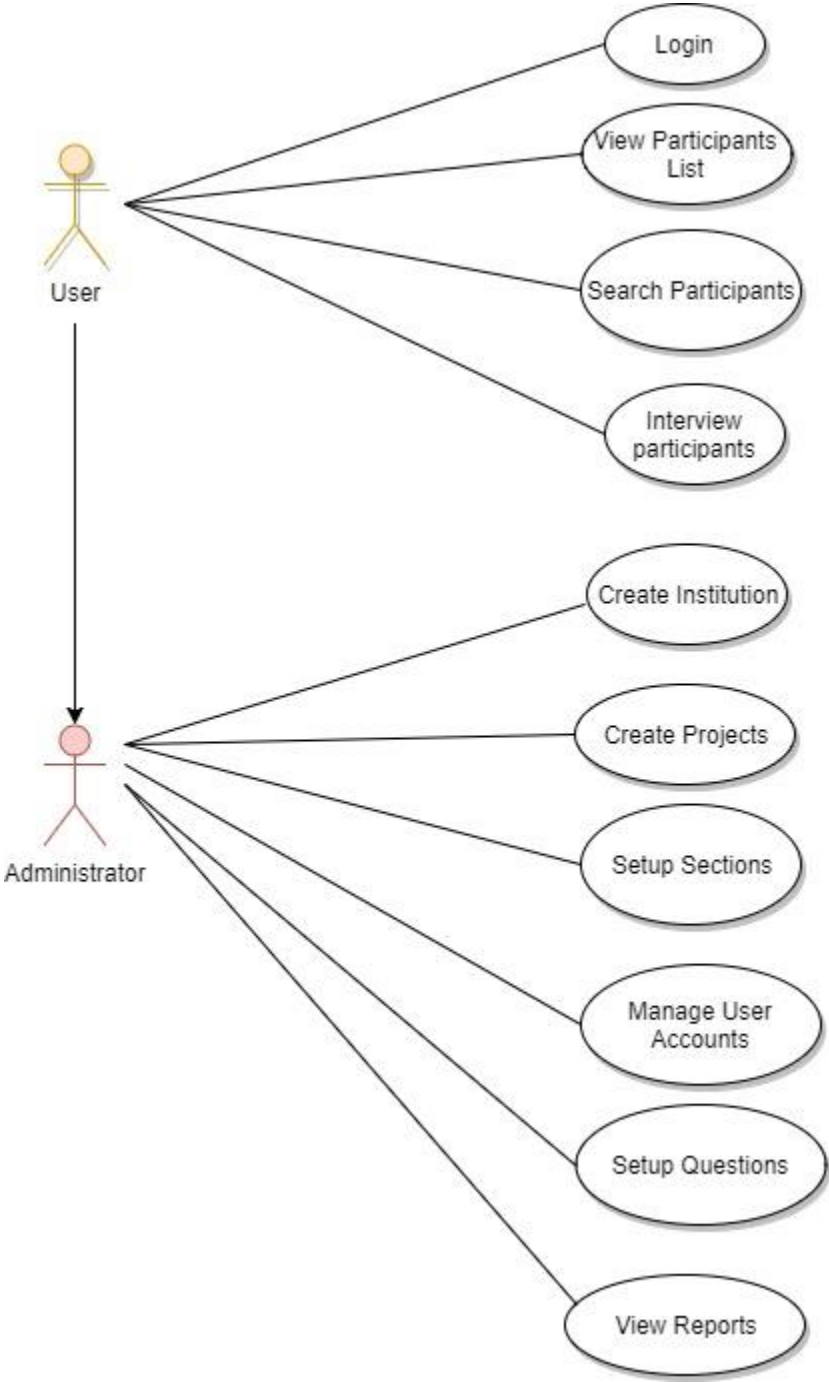 Login
View Participants
List
Search Participants
User
Interview
participants
Create Institution
Create Projects
Setup Sections
Administrator
Manage User
Accounts
Setup Questions
View Reports